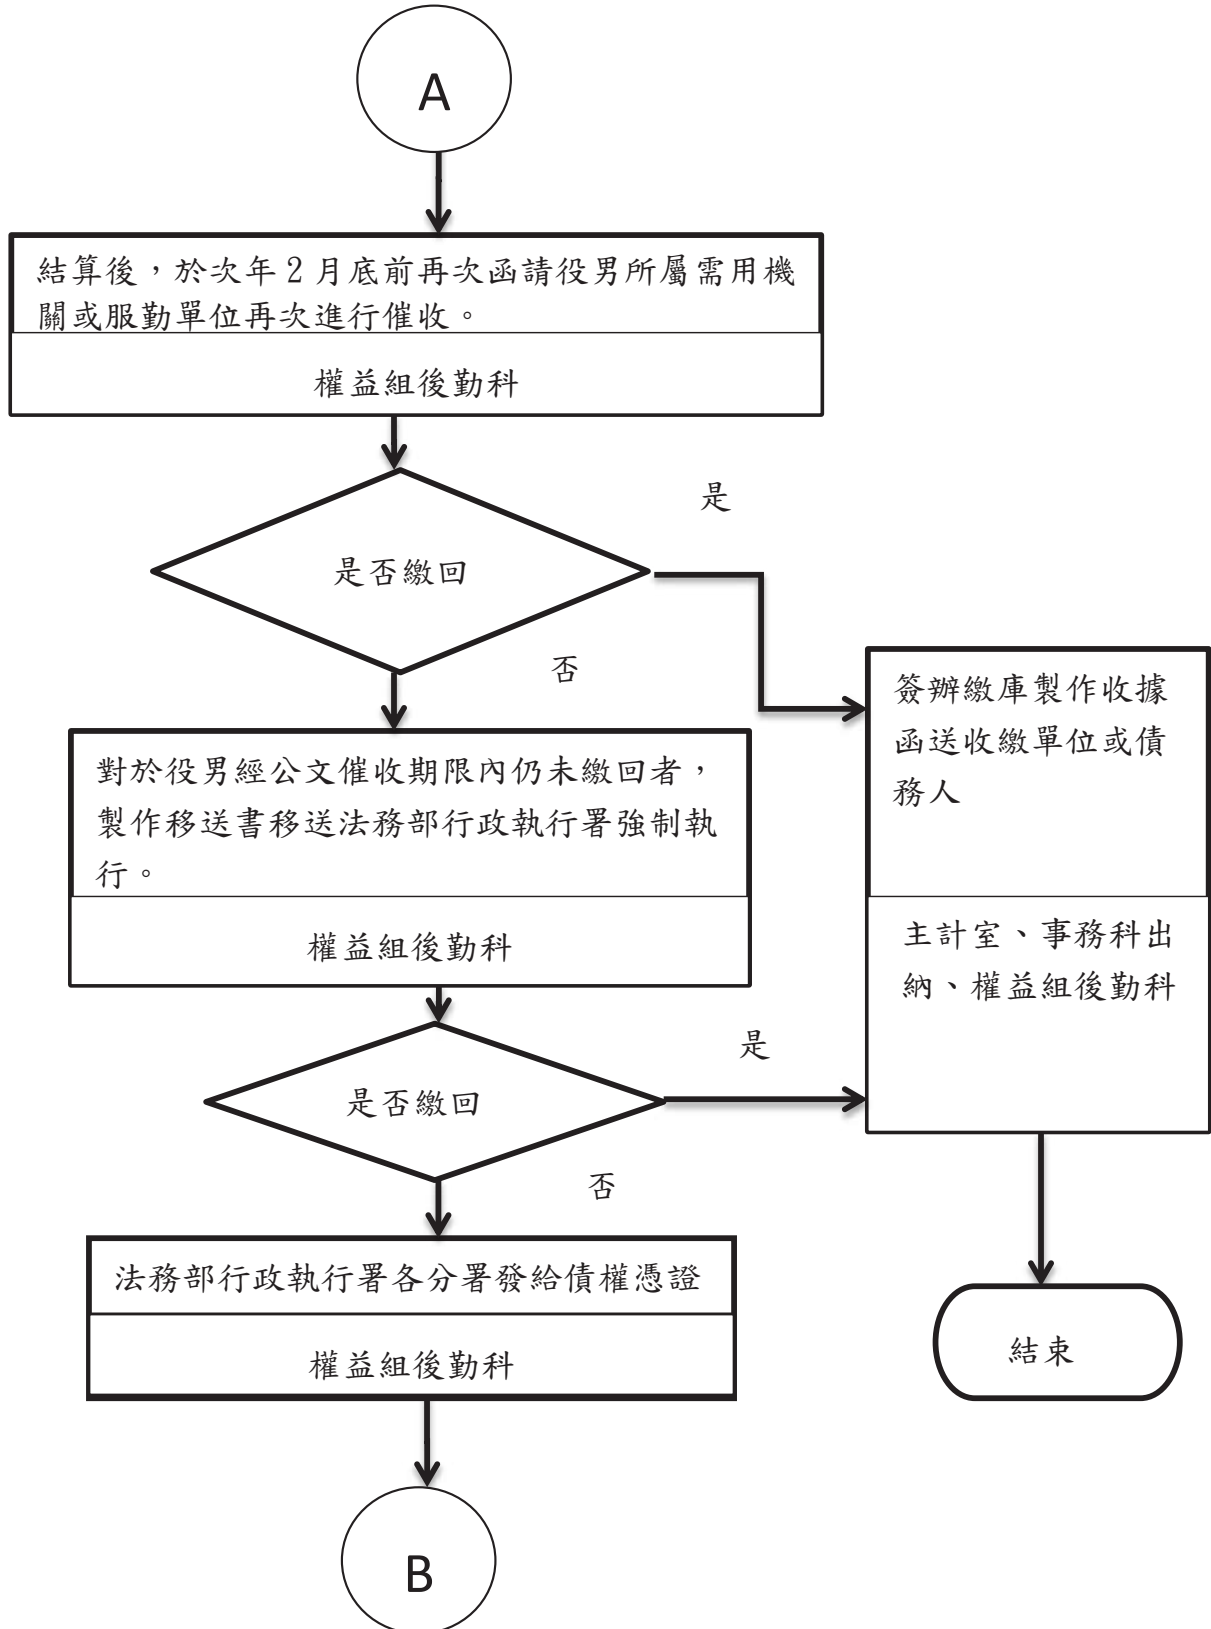 A
結算後，於次年2月底前再次函請役男所屬需用機
關或服勤單位再次進行催收。
權益組後勤科
是
是否繳回
否
簽辦繳庫製作收據
函送收繳單位或債
務人
對於役男經公文催收期限內仍未繳回者，
製作移送書移送法務部行政執行署強制執
行。
權益組後勤科
主計室、事務科出
納、權益組後勤科
是
是否繳回
否
法務部行政執行署各分署發給債權憑證
權益組後勤科
結束
B